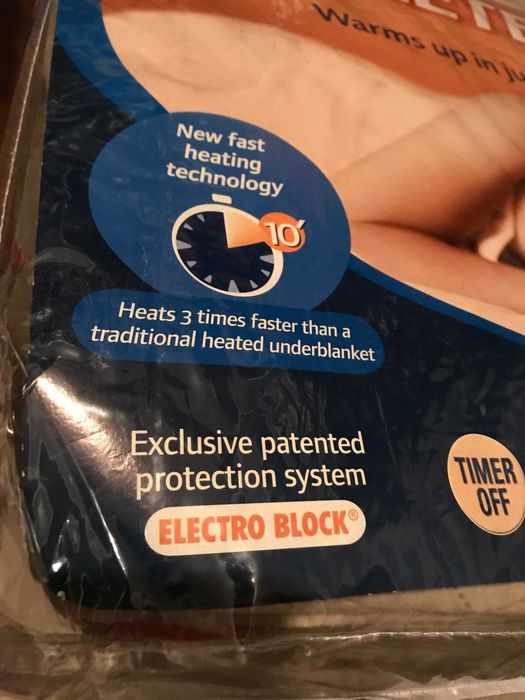 Warms up in
New fast
heating
technology
10'
Heats 3 times faster than a
traditional heated underblanket
Exclusive patented
protection system
ELECTRO BLOCK®
TIMER
OFF